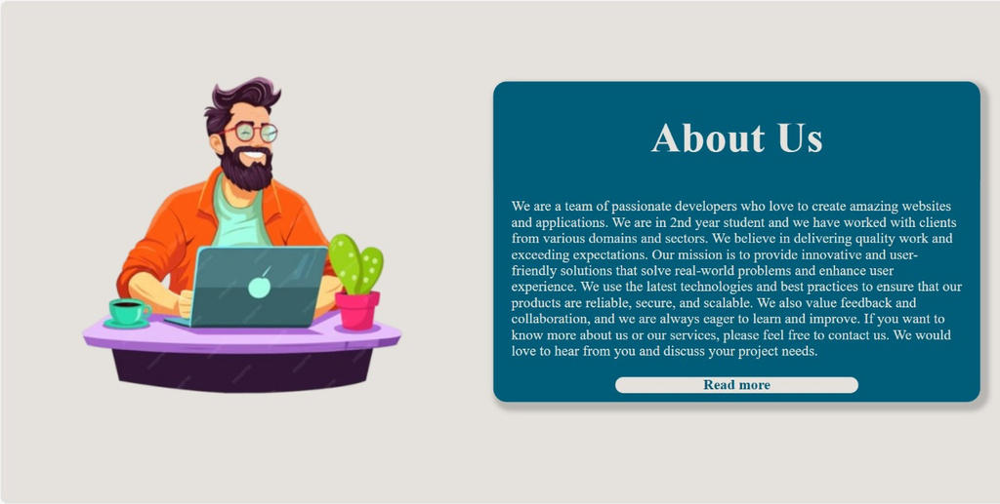 About Us
We are a team of passionate developers who love to create amazing websites
and applications. We are in 2nd year student and we have worked with clients
from various domains and sectors. We believe in delivering quality work and
exceeding expectations. Our mission is to provide innovative and user-
friendly solutions that solve real-world problems and enhance user
experience. We use the latest technologies and best practices to ensure that our
products are reliable, secure, and scalable. We also value feedback and
collaboration, and we are always eager to learn and improve. If you want to
know more about us or our services, please feel free to contact us. We would
love to hear from you and discuss your project needs.
Read more